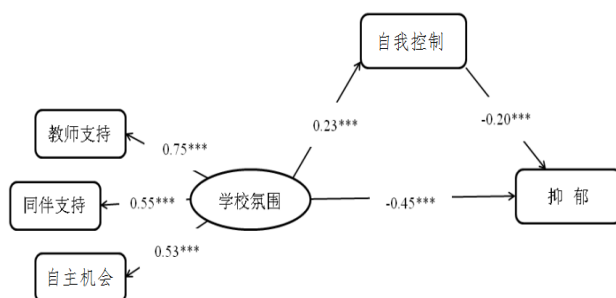 自我控制
教师支持
0.23***
-0.20***
0.75***
同伴支持
0.55***
学校氛围
-0.45***
抑 郁
0.53***
自主机会